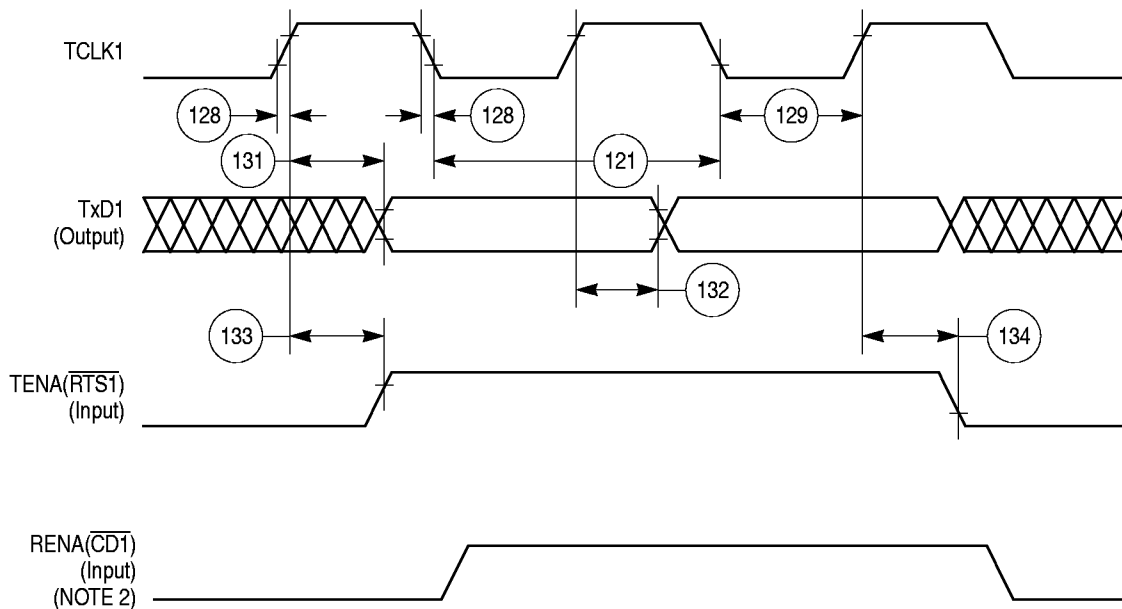 TCLK1
128
128
129
131
121
TxD1
(Output)
132
133
134
TENA(RTS1)
(Input)
RENA(CD1)
(Input)
(NOTE 2)